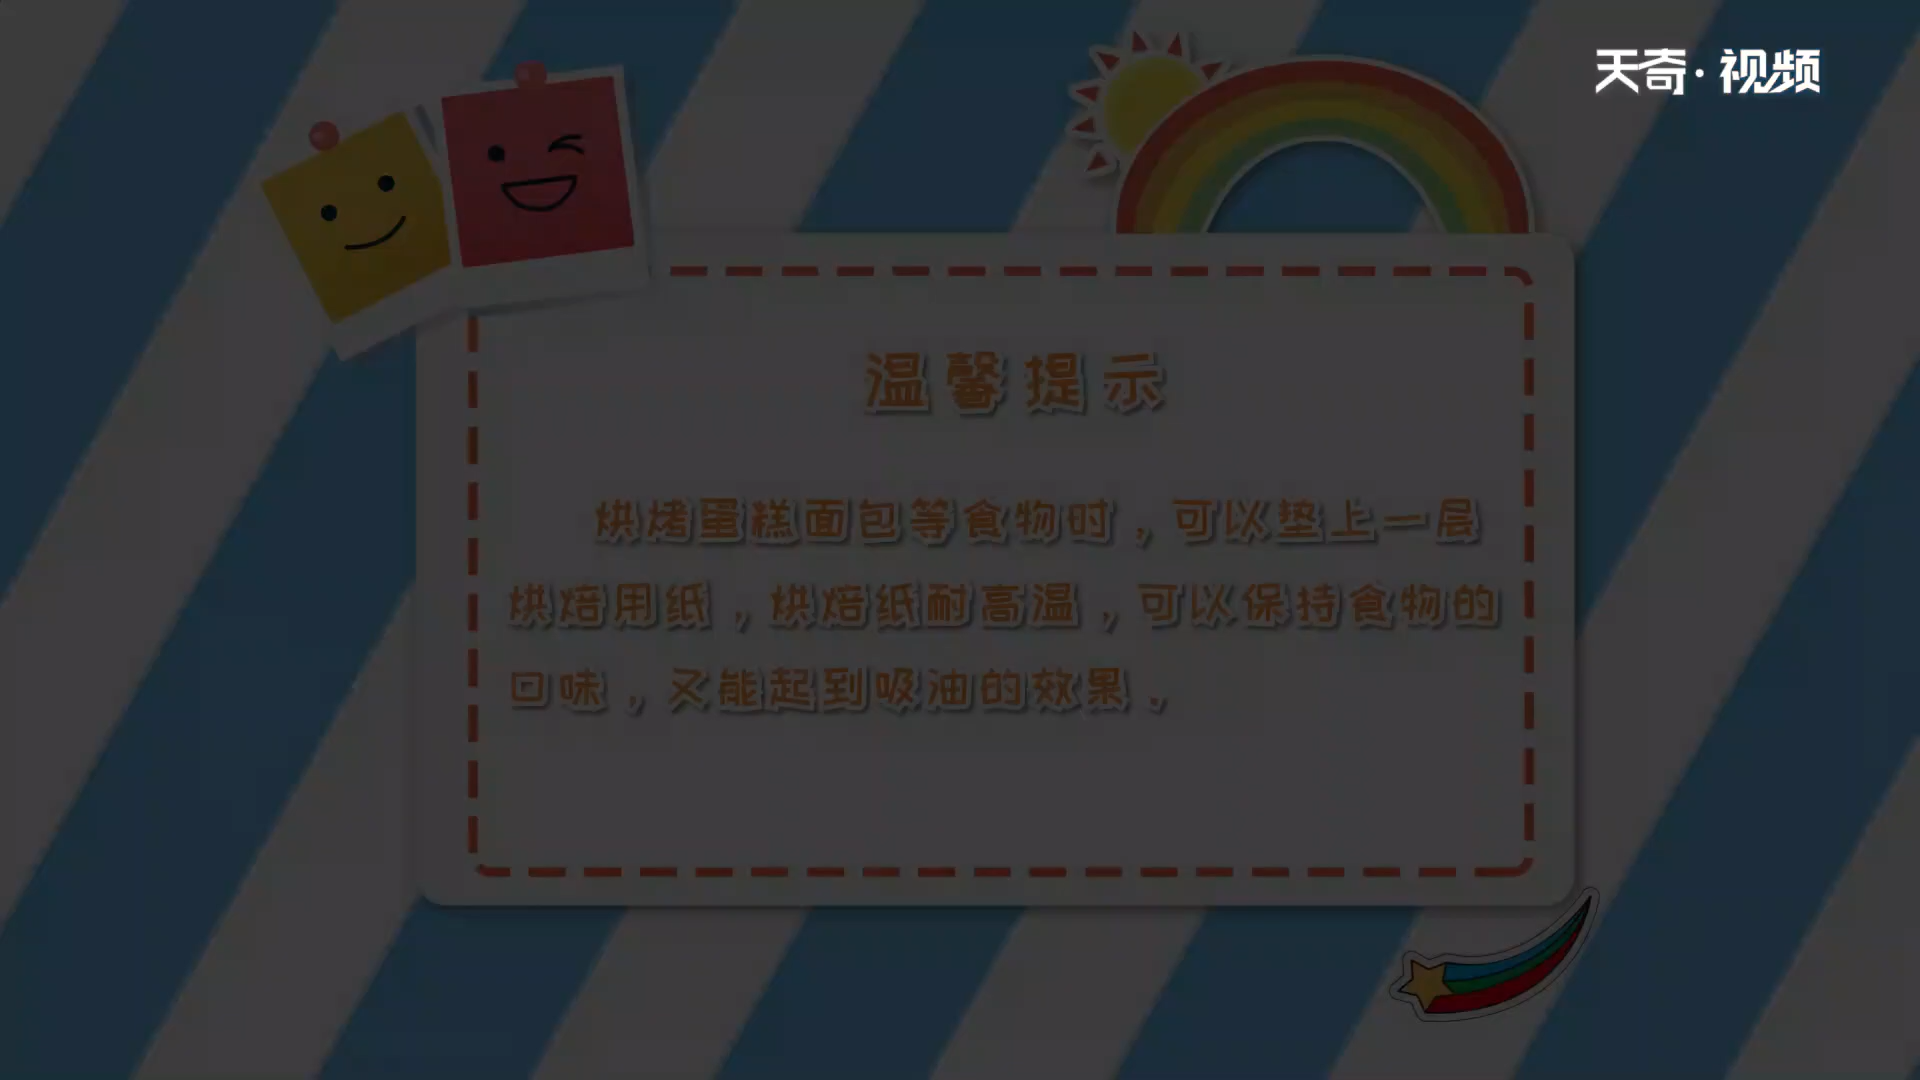 天奇·视频
温馨提示
烘烤蛋糕面包等食物时，可以垫上一层
烘焙用纸，烘焙纸耐高温，可以保持食物的
口味，又能起到吸油的效果。